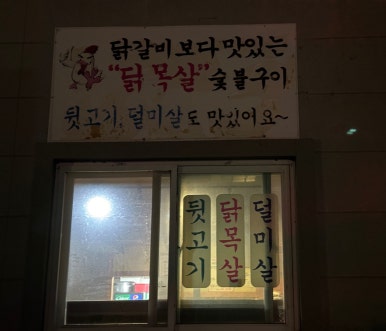 닭갈비보다 맛있는
"닭목살" 숯불구이
뒷고기, 덜미살도 맛있어요~
뒷고기
닭목살
덜미살